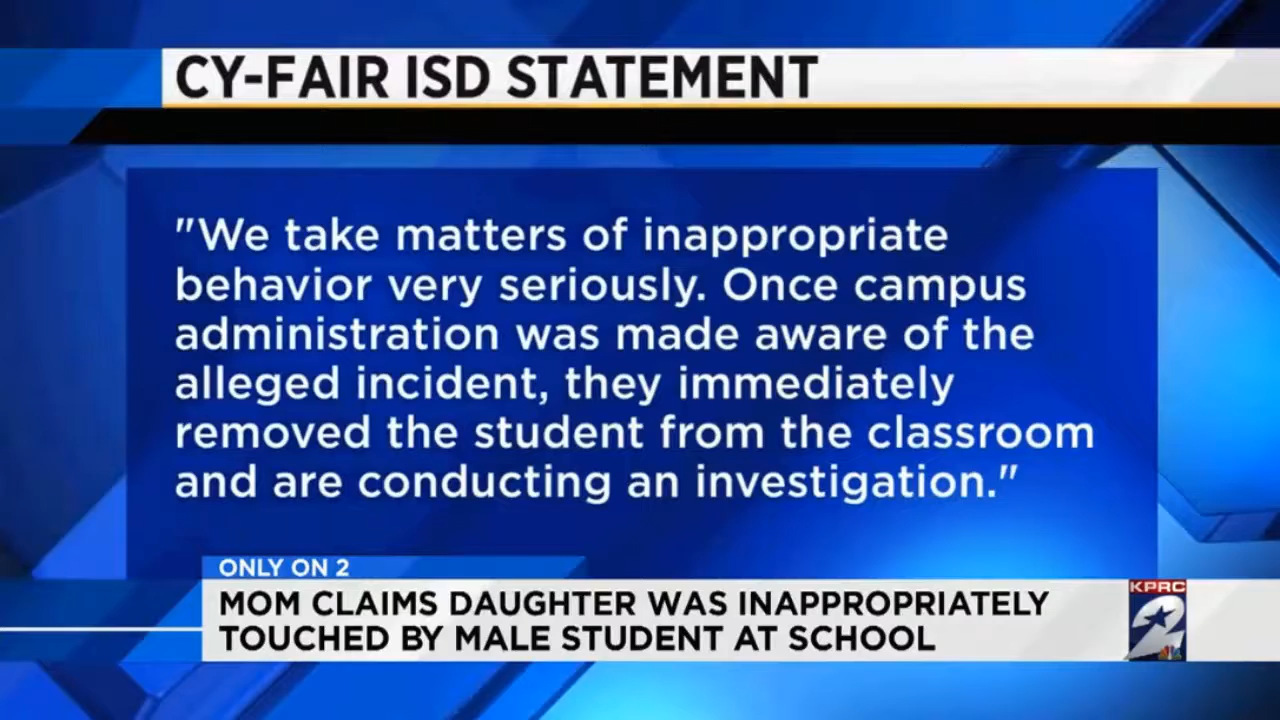 CY-FAIR ISD STATEMENT
"We take matters of inappropriate
behavior very seriously. Once campus
administration was made aware of the
alleged incident, they immediately
removed the student from the classroom
and are conducting an investigation."
ONLY ON 2
MOM CLAIMS DAUGHTER WAS INAPPROPRIATELY
TOUCHED BY MALE STUDENT AT SCHOOL
KPRC
2